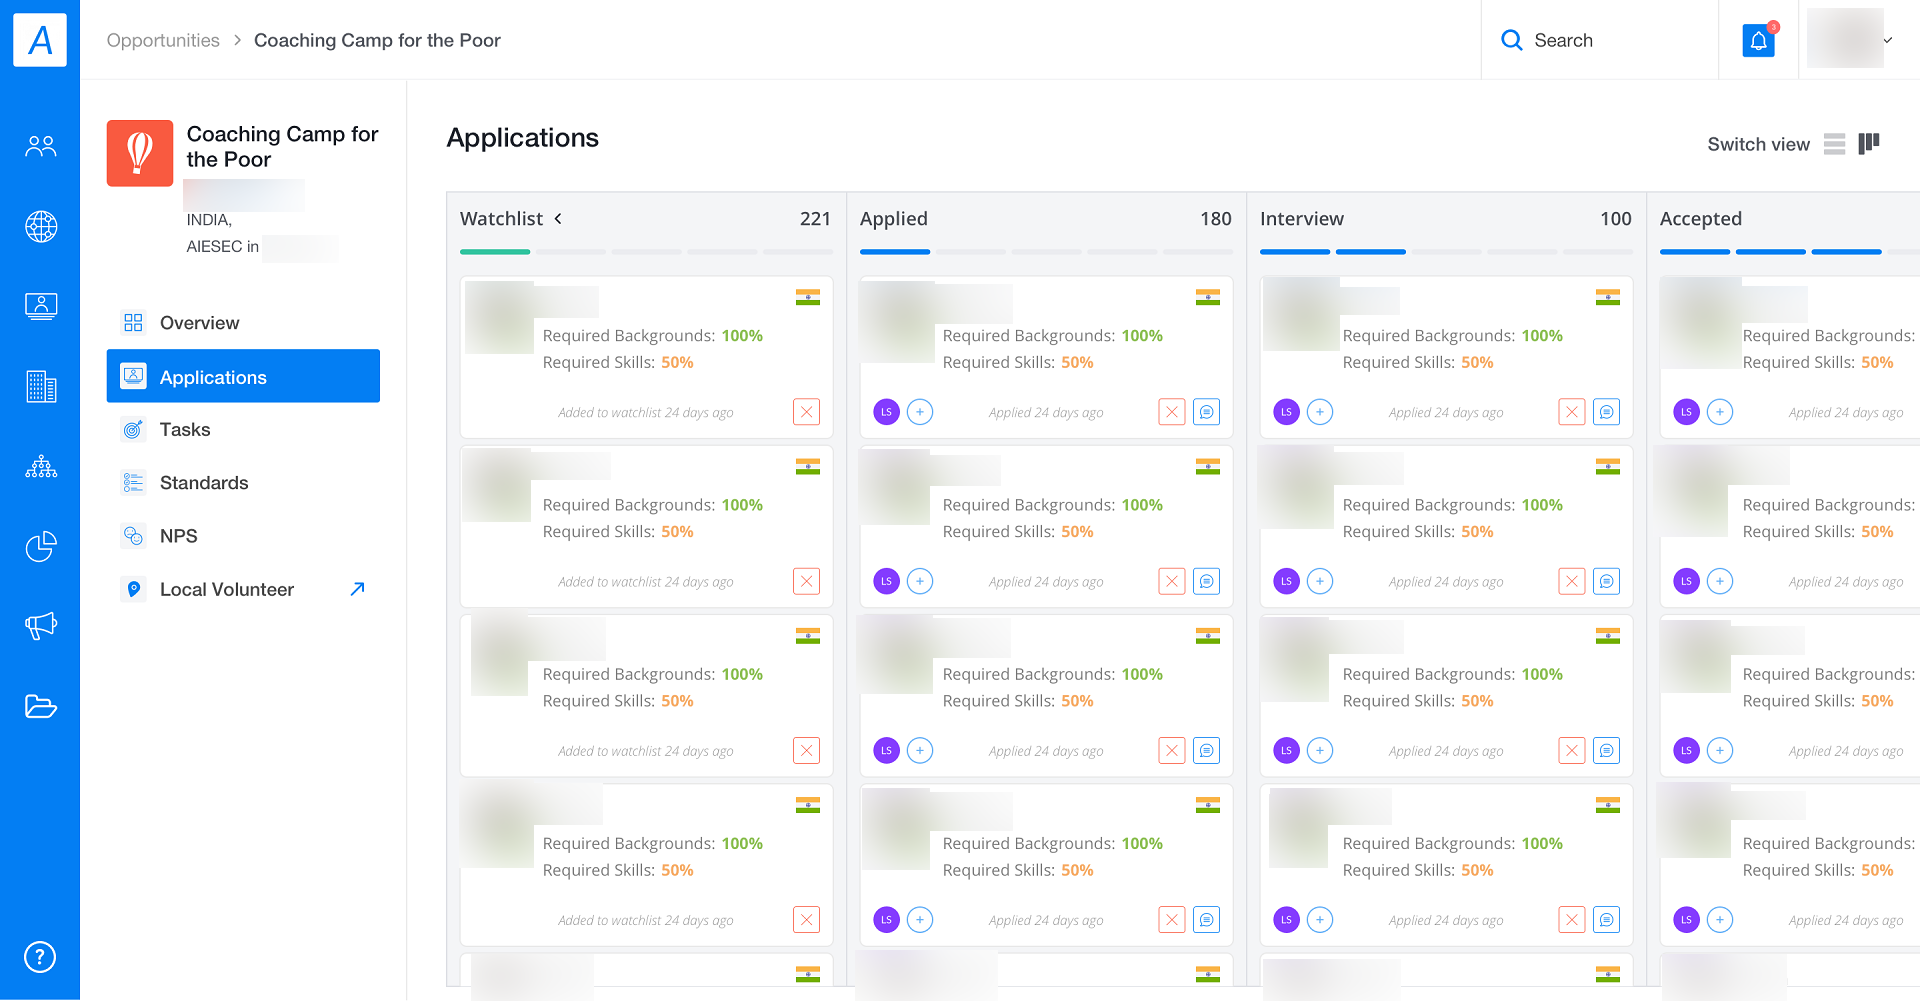 A
Opportunities > Coaching Camp for the Poor
Search
3
Coaching Camp for
the Poor
INDIA,
AIESEC in
Overview
Applications
Tasks
Standards
NPS
Local Volunteer
?
Applications
Switch view
Watchlist 221
Required Backgrounds: 100%
Required Skills: 50%
Added to watchlist 24 days ago
Required Backgrounds: 100%
Required Skills: 50%
Added to watchlist 24 days ago
Required Backgrounds: 100%
Required Skills: 50%
Added to watchlist 24 days ago
Required Backgrounds: 100%
Required Skills: 50%
Added to watchlist 24 days ago
Applied 180
Required Backgrounds: 100%
Required Skills: 50%
LS + Applied 24 days ago
Required Backgrounds: 100%
Required Skills: 50%
LS + Applied 24 days ago
Required Backgrounds: 100%
Required Skills: 50%
LS + Applied 24 days ago
Required Backgrounds: 100%
Required Skills: 50%
LS + Applied 24 days ago
Interview 100
Required Backgrounds: 100%
Required Skills: 50%
LS + Applied 24 days ago
Required Backgrounds: 100%
Required Skills: 50%
LS + Applied 24 days ago
Required Backgrounds: 100%
Required Skills: 50%
LS + Applied 24 days ago
Required Backgrounds: 100%
Required Skills: 50%
LS + Applied 24 days ago
Accepted
Required Backgrounds:
Required Skills: 50%
LS + Applied 24 days ago
Required Backgrounds:
Required Skills: 50%
LS + Applied 24 days ago
Required Backgrounds:
Required Skills: 50%
LS + Applied 24 days ago
Required Backgrounds:
Required Skills: 50%
LS + Applied 24 days ago